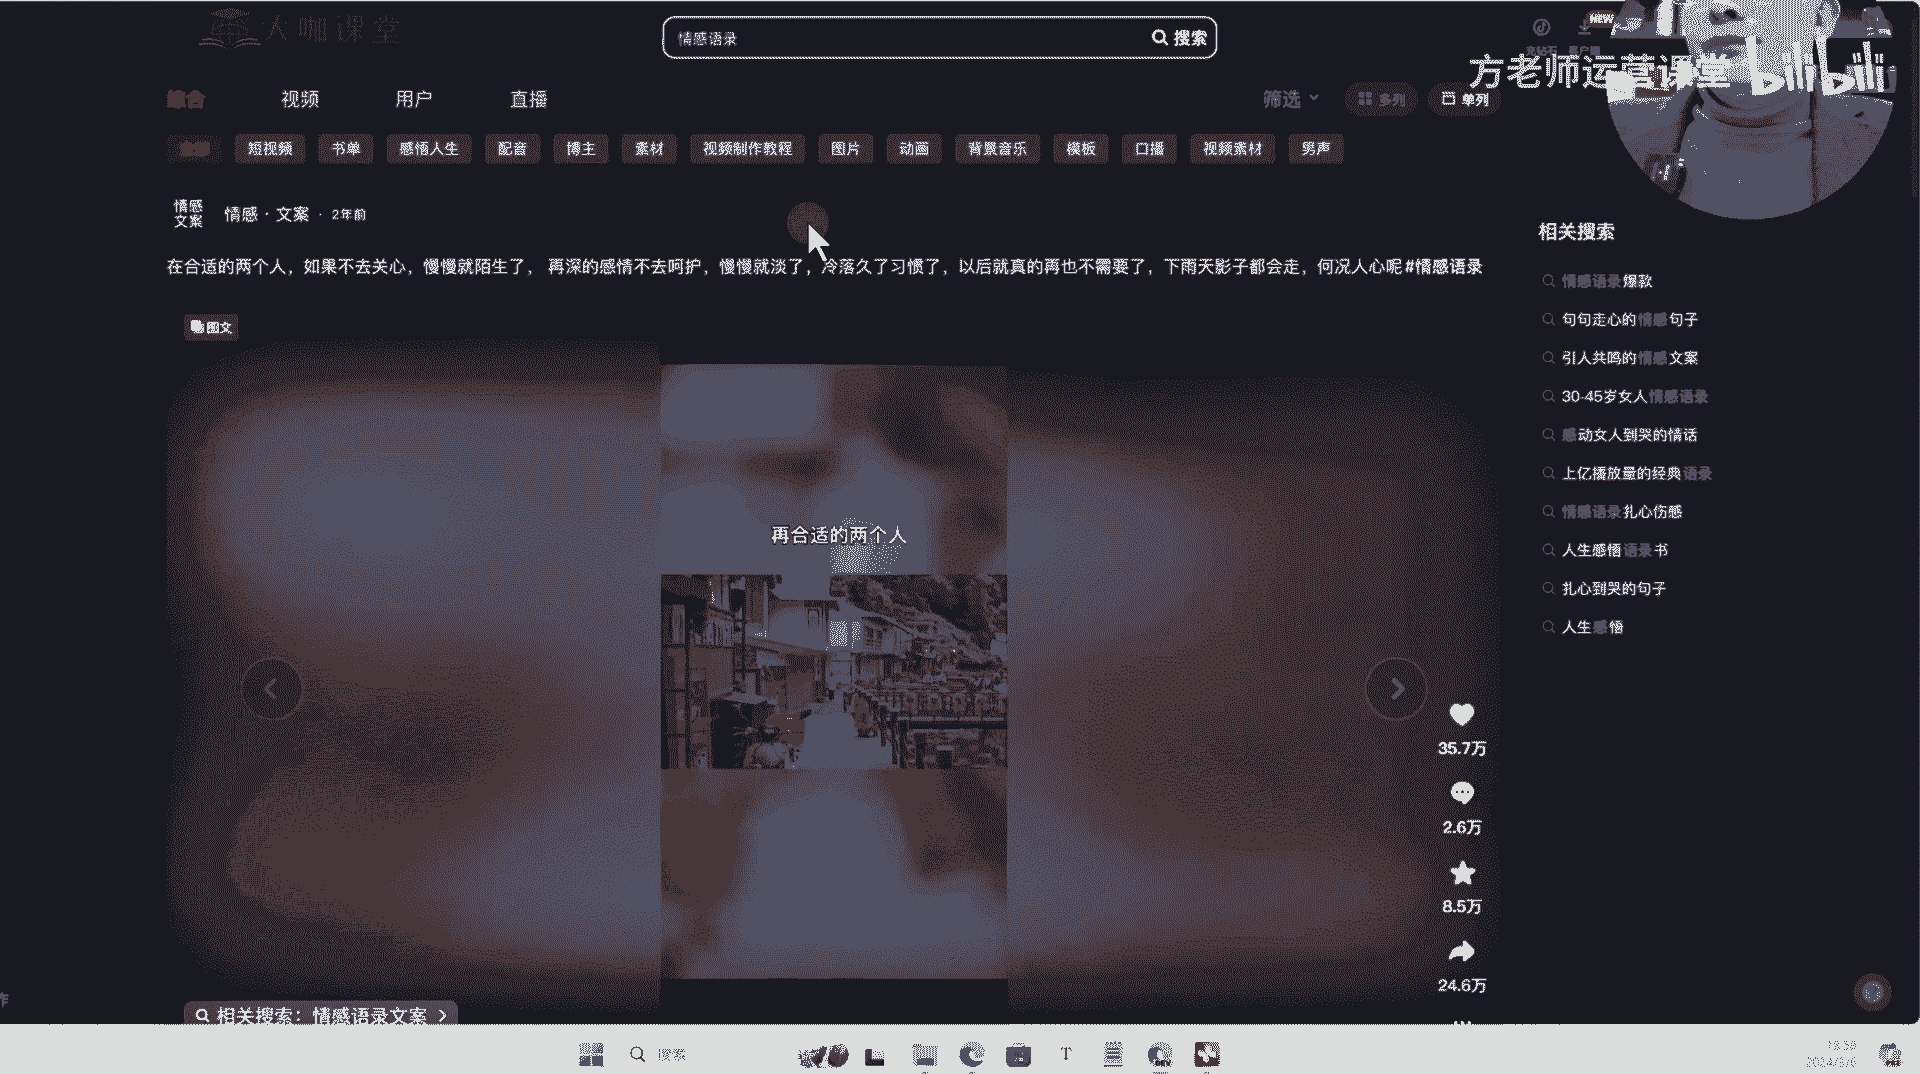 大咖课堂
情感语录
搜索
NEW
方老师运营课堂 bilibili
综合
视频
用户
直播
筛选
多列
单列
短视频
书单
感悟人生
配音
博主
素材
视频制作教程
图片
动画
背景音乐
模板
口播
视频素材
男声
情感
文案
情感·文案 · 2年前
在合适的两个人，如果不去关心，慢慢就陌生了， 再深的感情不去呵护，慢慢就淡了，冷落久了习惯了，以后就真的再也不需要了，下雨天影子都会走，何况人心呢#情感语录
图文
再合适的两个人
35.7万
2.6万
8.5万
24.6万
相关搜索：情感语录文案
相关搜索
情感语录爆款
句句走心的情感句子
引人共鸣的情感文案
30-45岁女人情感语录
感动女人到哭的情话
上亿播放量的经典语录
情感语录扎心伤感
人生感悟语录书
扎心到哭的句子
人生感悟
搜索